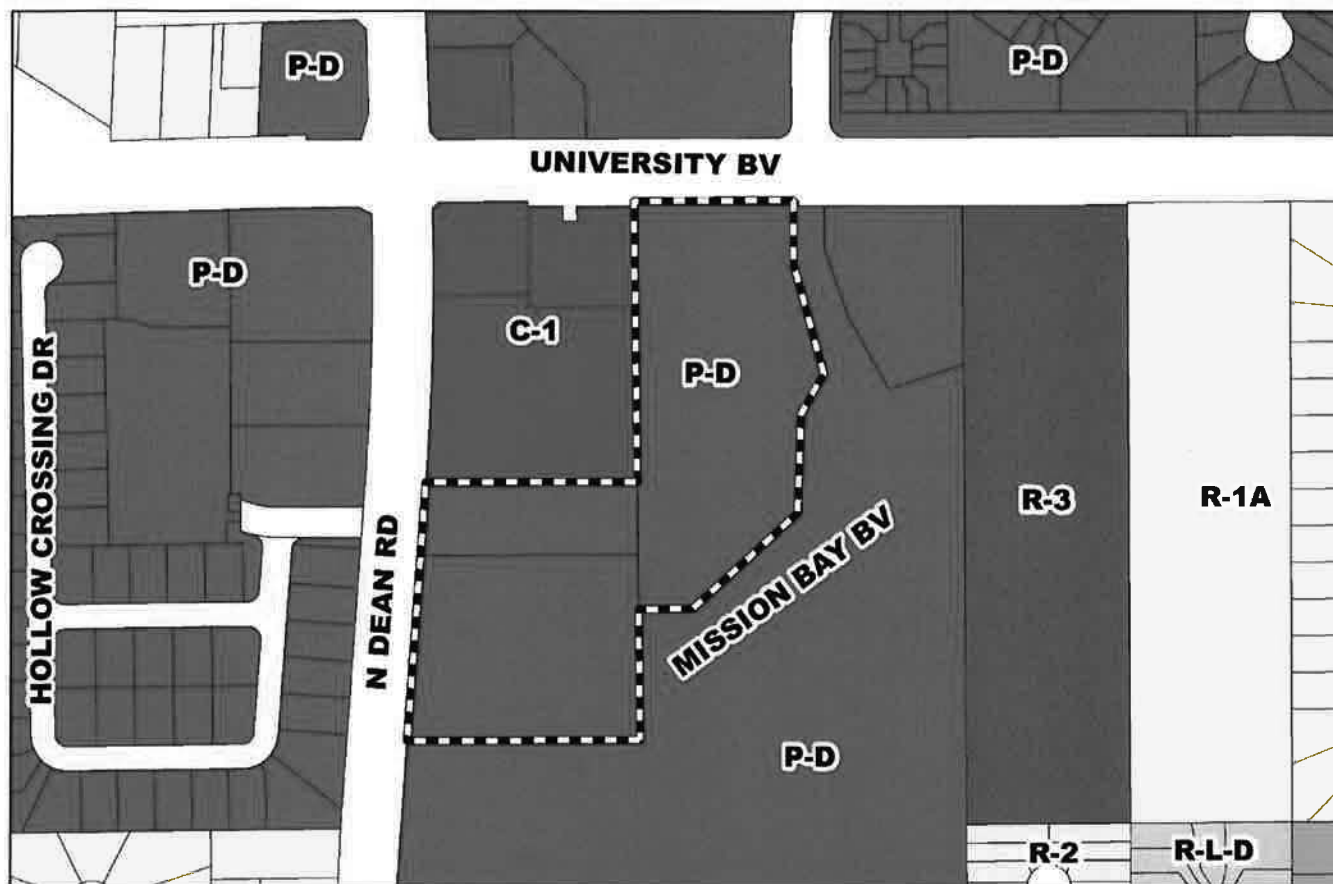 P-D
P-D
UNIVERSITY BV
P-D
C-1
P-D
HOLLOW CROSSING DR
N DEAN RD
MISSION BAY BV
R-3
R-1A
P-D
R-2
R-L-D